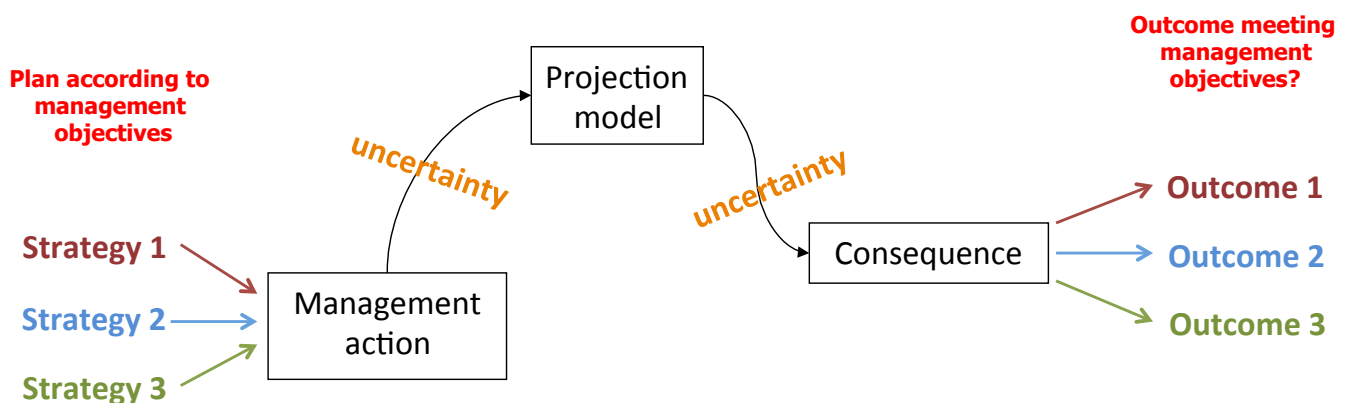 Plan according to
management
objectives
Strategy 1
Strategy 2
Strategy 3
Management
action
uncertainty
Projection
model
uncertainty
Consequence
Outcome meeting
management
objectives?
Outcome 1
Outcome 2
Outcome 3